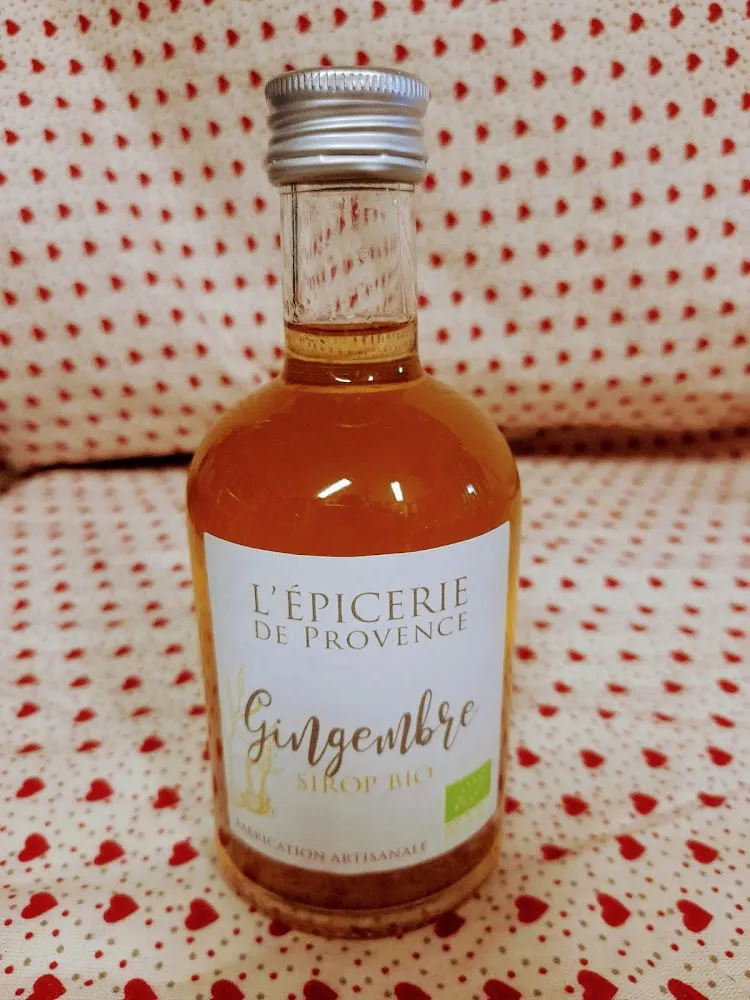 L'ÉPICERIE
DE PROVENCE
Gingembre
SIROP BIO
FABRICATION ARTISANALE